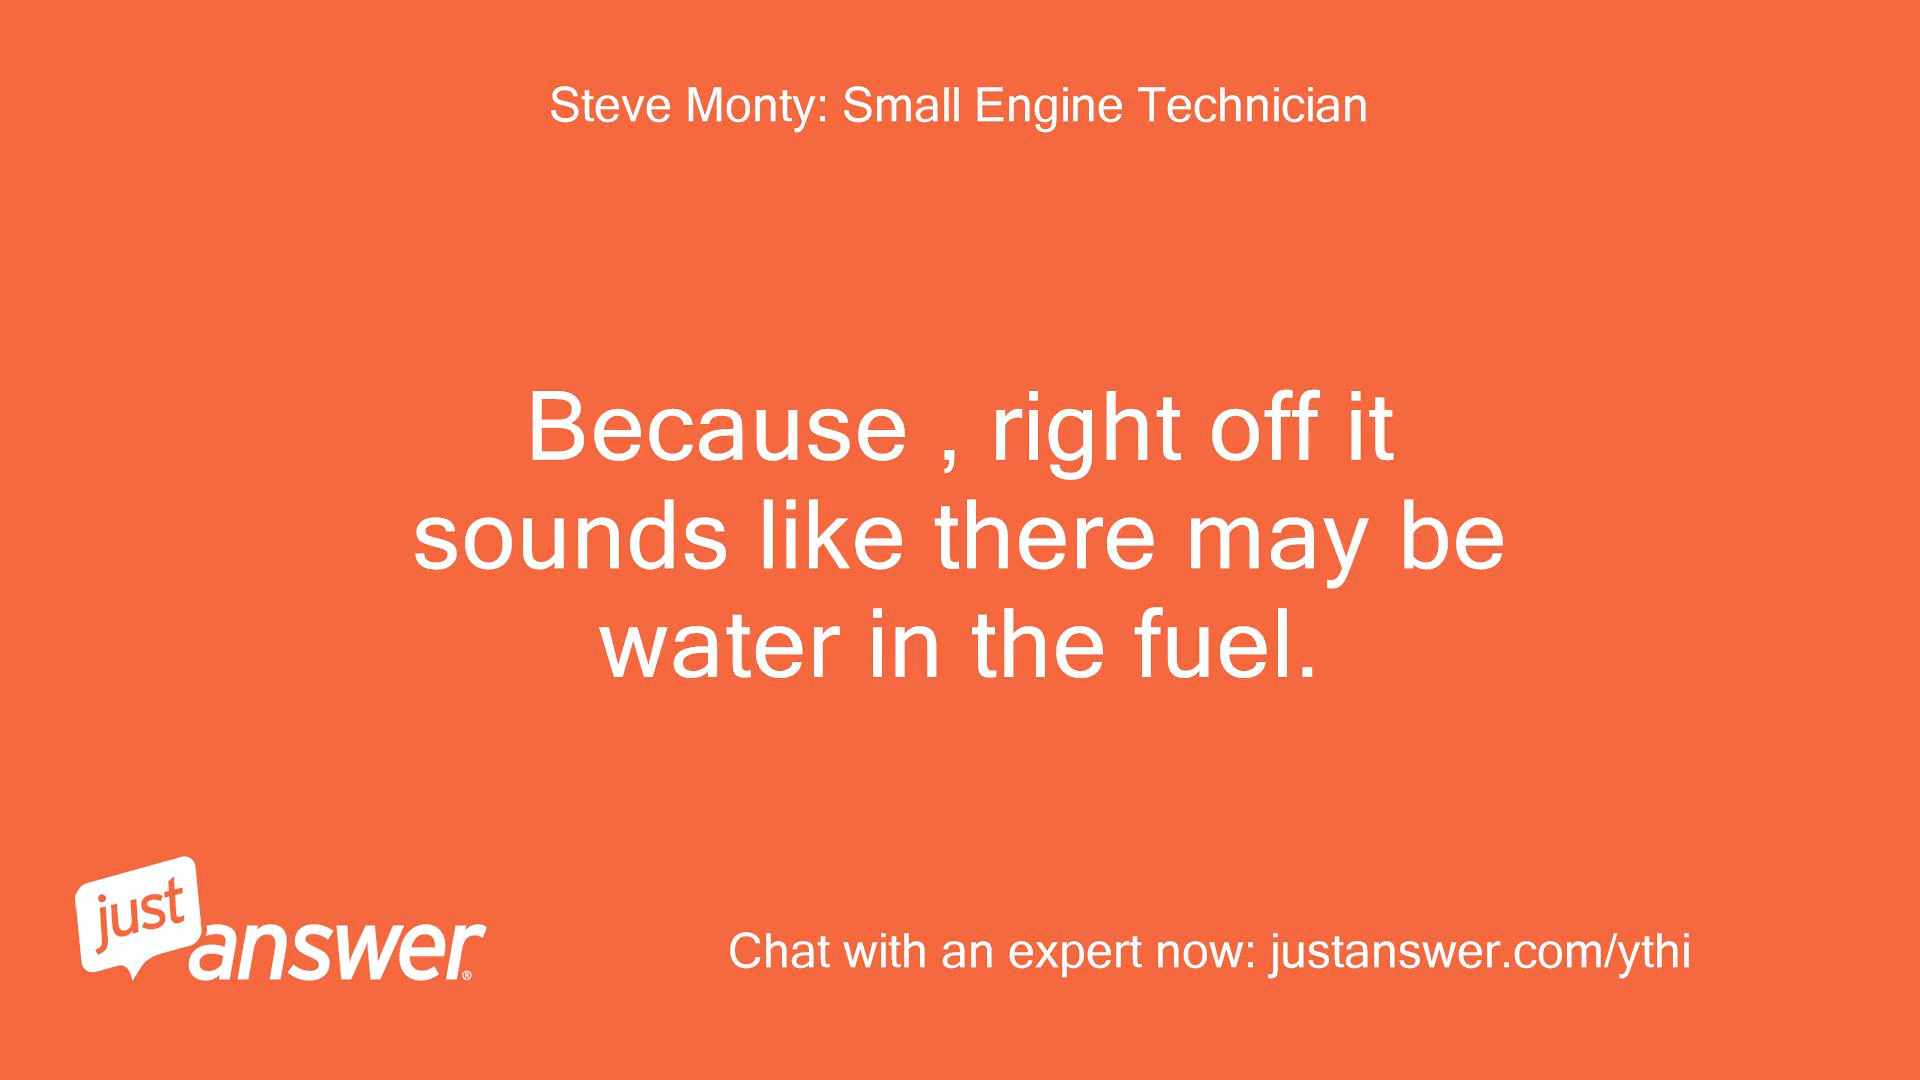 Steve Monty: Small Engine Technician
Because , right off it
sounds like there may be
water in the fuel.
just
answer®
Chat with an expert now: justanswer.com/ythi